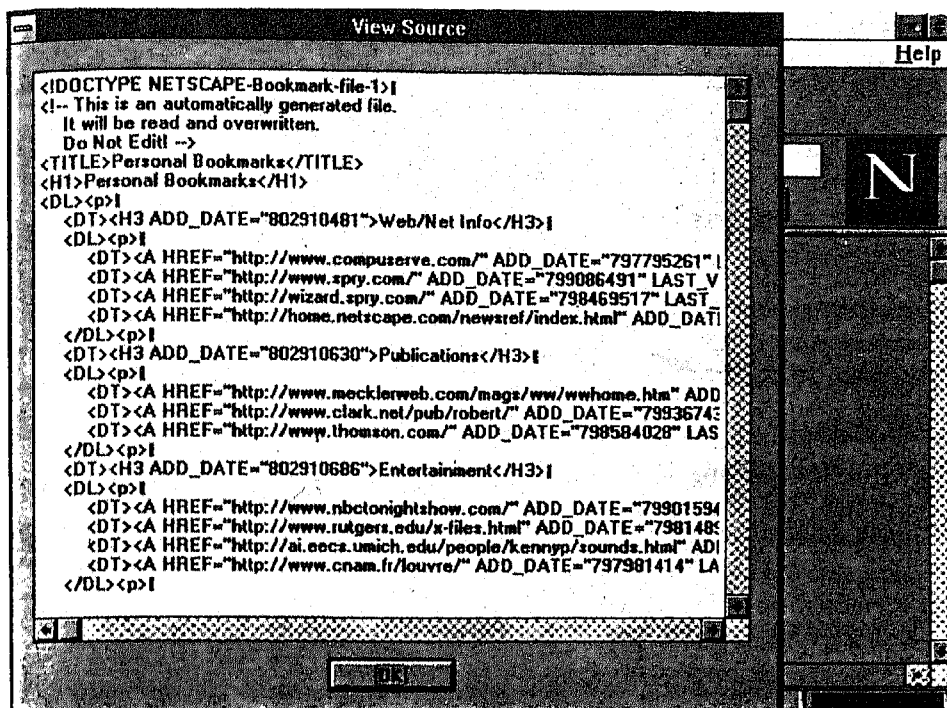 View Source
Help
N
<!DOCTYPE NETSCAPE-Bookmark-file-1>
<!-- This is an automatically generated file.
It will be read and overwritten.
Do Not Edit! -->
<TITLE>Personal Bookmarks</TITLE>
<H1>Personal Bookmarks</H1>
<DL><p>
<DT><H3 ADD_DATE="802910481">Web/Net Info</H3>
<DL><p>
<DT><A HREF="http://www.compuserve.com/" ADD_DATE="797795261" L
<DT><A HREF="http://www.spry.com/" ADD_DATE="799086491" LAST_V
<DT><A HREF="http://wizard.spry.com/" ADD_DATE="798469517" LAST_
<DT><A HREF="http://home.netscape.com/newsref/index.html" ADD_DATE
</DL><p>
<DT><H3 ADD_DATE="802910630">Publications</H3>
<DL><p>
<DT><A HREF="http://www.mecklerweb.com/mags/ww/wwhome.htm" ADD
<DT><A HREF="http://www.clark.net/pub/robert/" ADD_DATE="79936743
<DT><A HREF="http://www.thomson.com/" ADD_DATE="798584028" LAS
</DL><p>
<DT><H3 ADD_DATE="802910686">Entertainment</H3>
<DL><p>
<DT><A HREF="http://www.nbctonightshow.com/" ADD_DATE="79901594
<DT><A HREF="http://www.rutgers.edu/x-files.html" ADD_DATE="7981489
<DT><A HREF="http://ai.eecs.umich.edu/people/kennyp/sounds.html" ADD
<DT><A HREF="http://www.cnam.fr/louvre/" ADD_DATE="797981414" LA
</DL><p>
OK